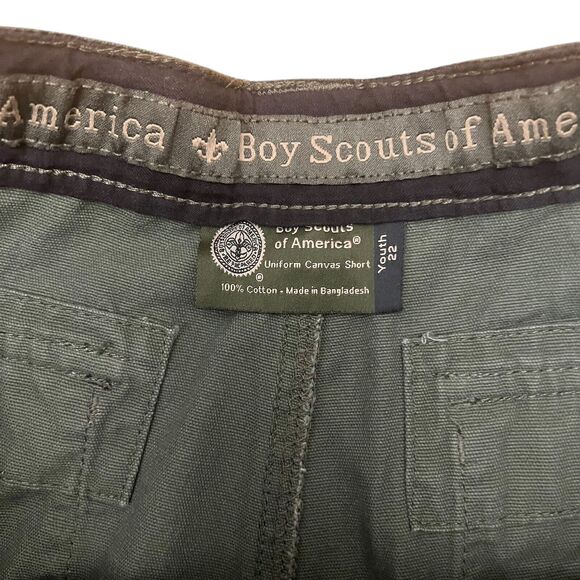 America ⚜ Boy Scouts of Ame
Boy Scouts
of America®
Uniform Canvas Short
®
100% Cotton - Made in Bangladesh
Youth
22